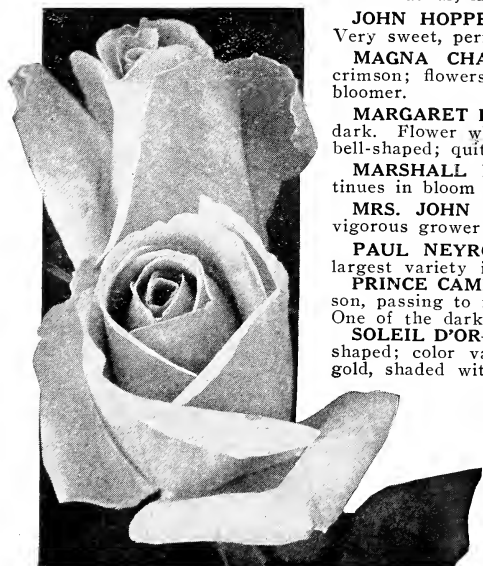 JOHN HOPPE
Very sweet, per
MAGNA CHA
crimson; flowers
bloomer.
MARGARET
dark. Flower w
bell-shaped; quit
MARSHALL
tinues in bloom
MRS. JOHN
vigorous grower
PAUL NEYRO
largest variety i
PRINCE CAM
son, passing to
One of the dark
SOLEIL D'OR-
shaped; color va
gold, shaded wit